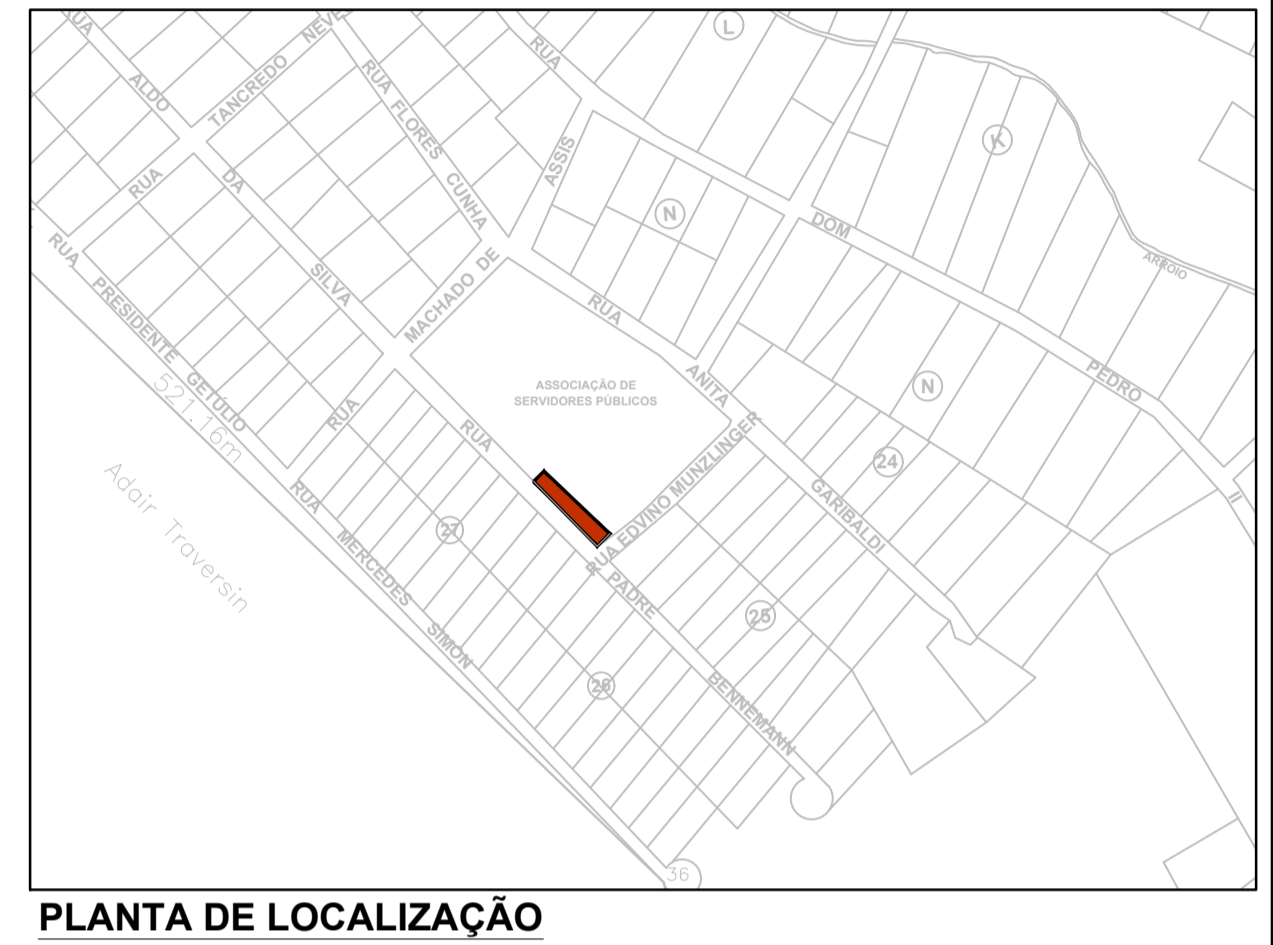 RUA
ALDO
TANCREDO
NEVE
RUA
FLORES
CUNHA
RUA
L
K
ASSIS
N
DOM
ARROIO
RUA
DA
SILVA
MACHADO DE
RUA
PRESIDENTE
GETÚLIO
521.16m
Adair Traversin
RUA
ANITA
PEDRO
II
N
24
ASSOCIAÇÃO DE
SERVIDORES PÚBLICOS
RUA
RUA
RUA EDVINO MUNZLINGER
GARIBALDI
RUA
MERCEDES
SIMON
27
PADRE
25
26
BENNEMANN
36
PLANTA DE LOCALIZAÇÃO